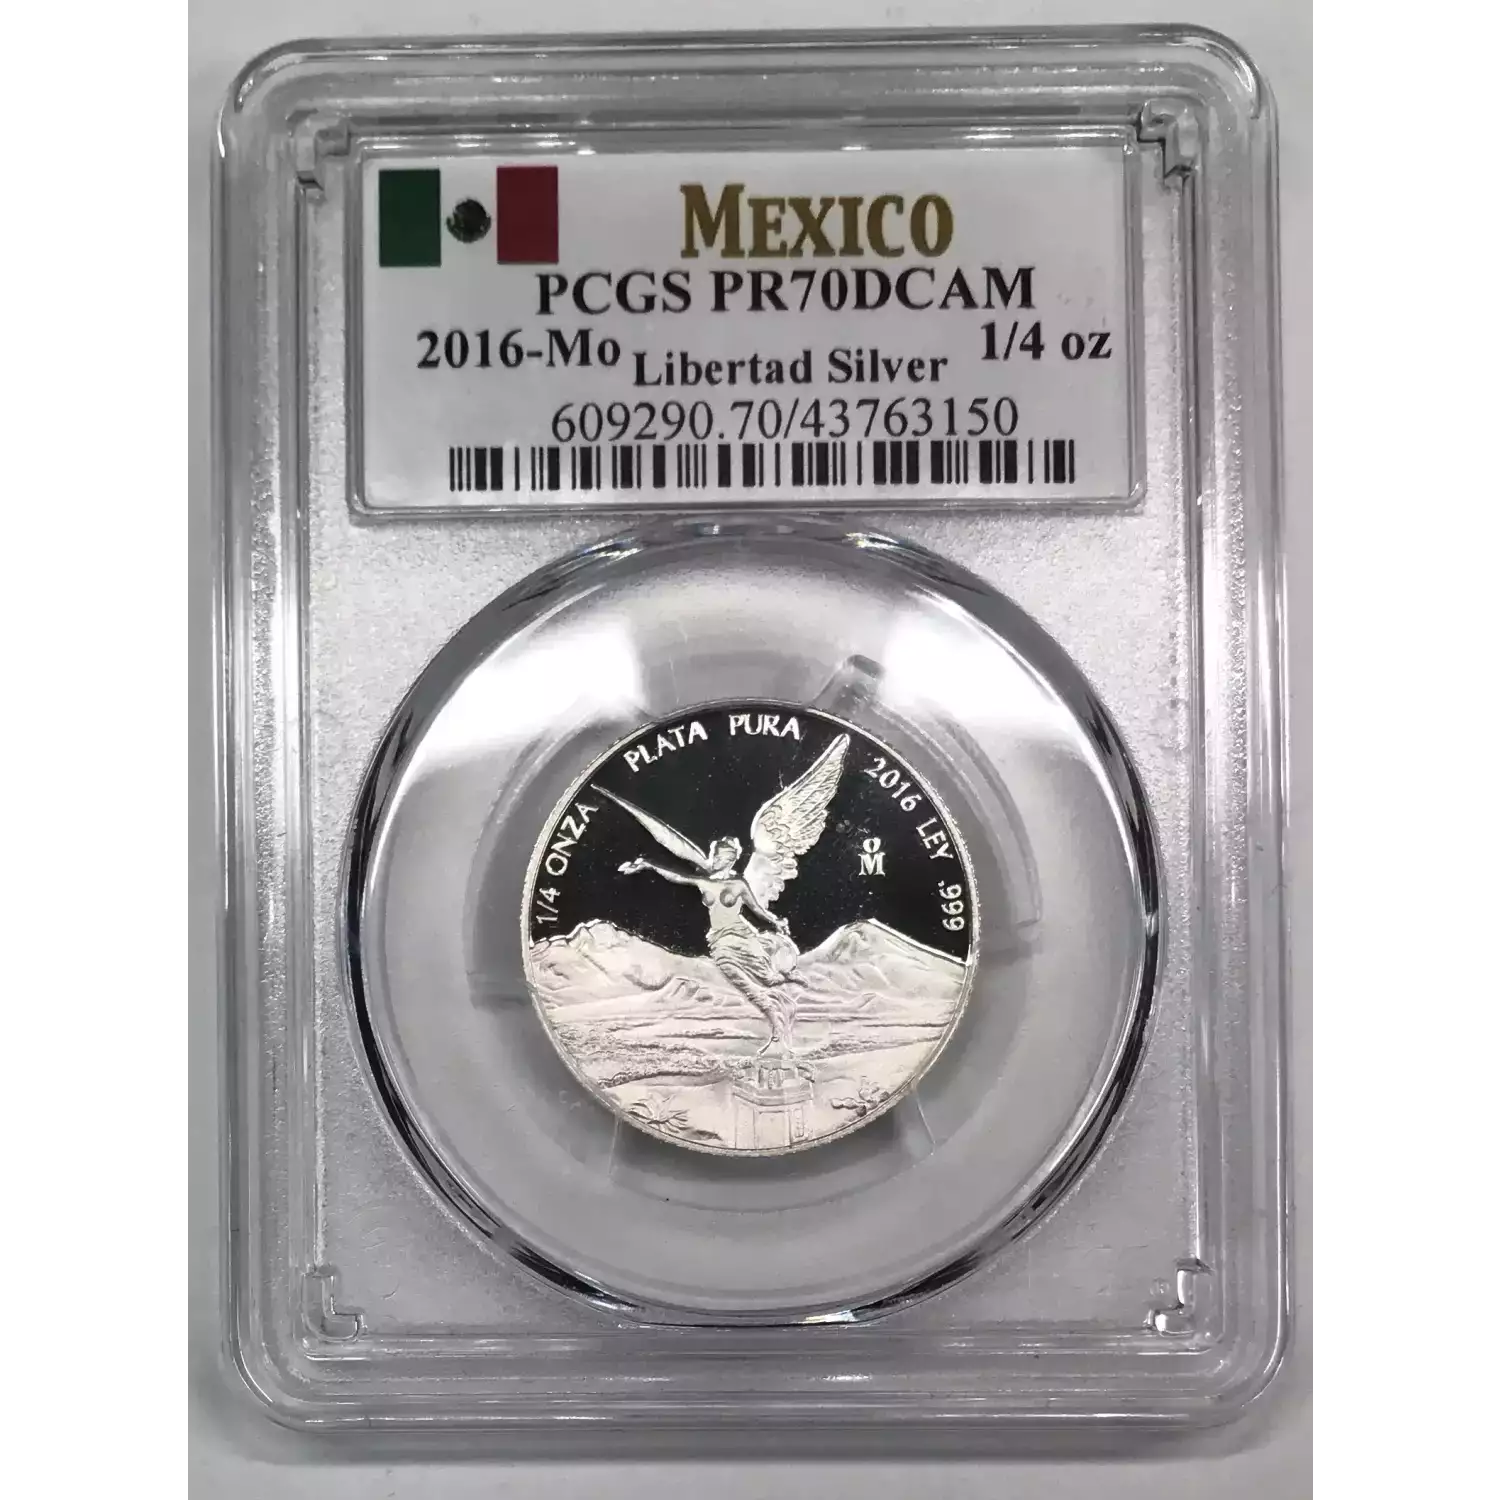 MEXICO
PCGS PR70DCAM
2016-Mo Libertad Silver 1/4 oz
609290.70/43763150
1/4 ONZA PLATA PURA 2016 LEY .999
oM